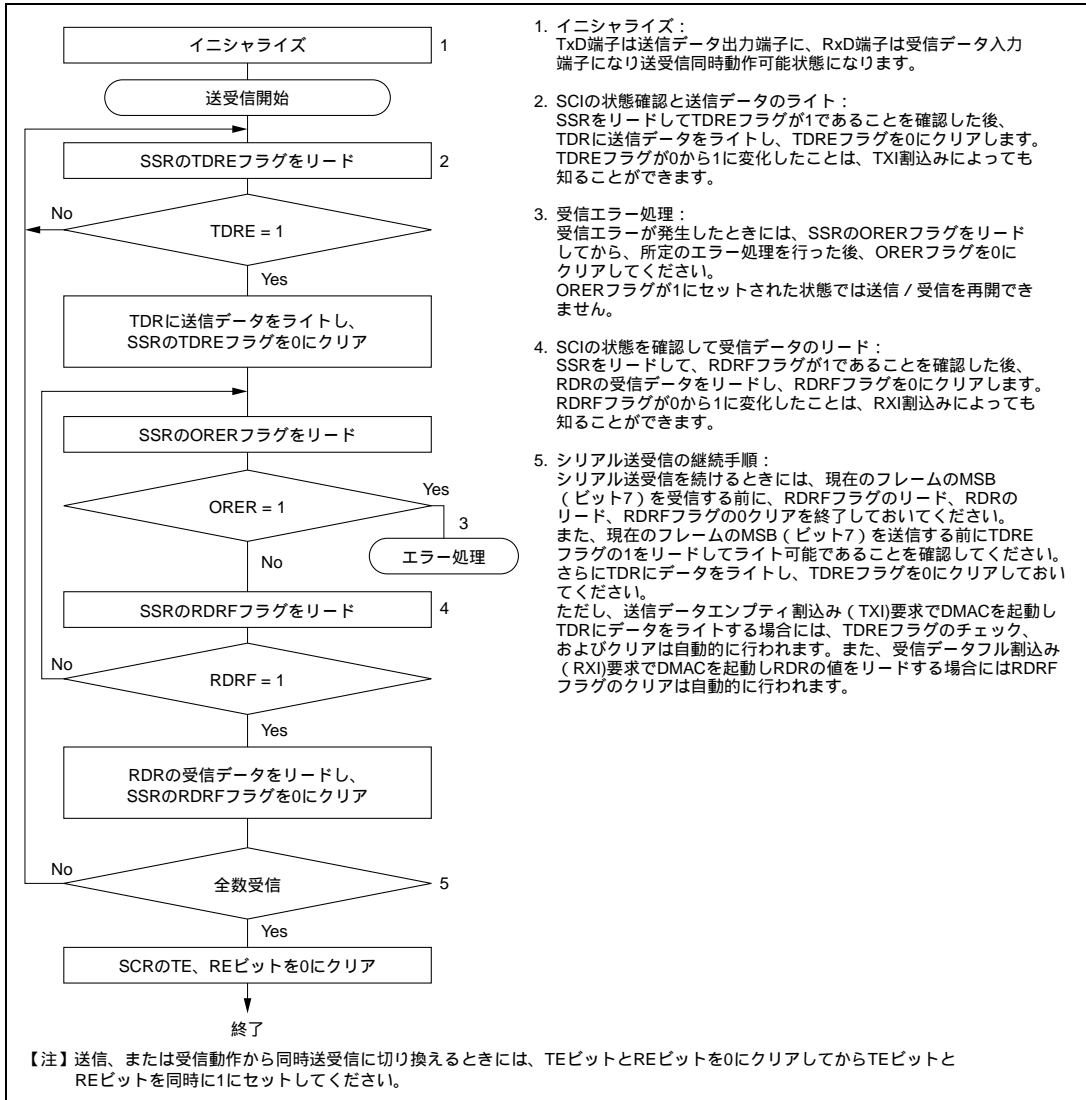 イニシャライズ
1
送受信開始
SSRのTDREフラグをリード
2
No
TDRE = 1
Yes
TDRに送信データをライトし、
SSRのTDREフラグを0にクリア
SSRのORERフラグをリード
ORER = 1
Yes
3
エラー処理
No
SSRのRDRFフラグをリード
4
No
RDRF = 1
Yes
RDRの受信データをリードし、
SSRのRDRFフラグを0にクリア
No
全数受信
5
Yes
SCRのTE、REビットを0にクリア
終了
1. イニシャライズ：
TxD端子は送信データ出力端子に、RxD端子は受信データ入力
端子になり送受信同時動作可能状態になります。
2. SCIの状態確認と送信データのライト：
SSRをリードしてTDREフラグが1であることを確認した後、
TDRに送信データをライトし、TDREフラグを0にクリアします。
TDREフラグが0から1に変化したことは、TXI割込みによっても
知ることができます。
3. 受信エラー処理：
受信エラーが発生したときには、SSRのORERフラグをリード
してから、所定のエラー処理を行った後、ORERフラグを0に
クリアしてください。
ORERフラグが1にセットされた状態では送信／受信を再開でき
ません。
4. SCIの状態を確認して受信データのリード：
SSRをリードして、RDRFフラグが1であることを確認した後、
RDRの受信データをリードし、RDRFフラグを0にクリアします。
RDRFフラグが0から1に変化したことは、RXI割込みによっても
知ることができます。
5. シリアル送受信の継続手順：
シリアル送受信を続けるときには、現在のフレームのMSB
（ビット7）を受信する前に、RDRFフラグのリード、RDRの
リード、RDRFフラグの0クリアを終了しておいてください。
また、現在のフレームのMSB（ビット7）を送信する前にTDRE
フラグの1をリードしてライト可能であることを確認してください。
さらにTDRにデータをライトし、TDREフラグを0にクリアしておい
てください。
ただし、送信データエンプティ割込み（TXI)要求でDMACを起動し
TDRにデータをライトする場合には、TDREフラグのチェック、
およびクリアは自動的に行われます。また、受信データフル割込み
（RXI)要求でDMACを起動しRDRの値をリードする場合にはRDRF
フラグのクリアは自動的に行われます。
【注】送信、または受信動作から同時送受信に切り換えるときには、TEビットとREビットを0にクリアしてからTEビットと
REビットを同時に1にセットしてください。